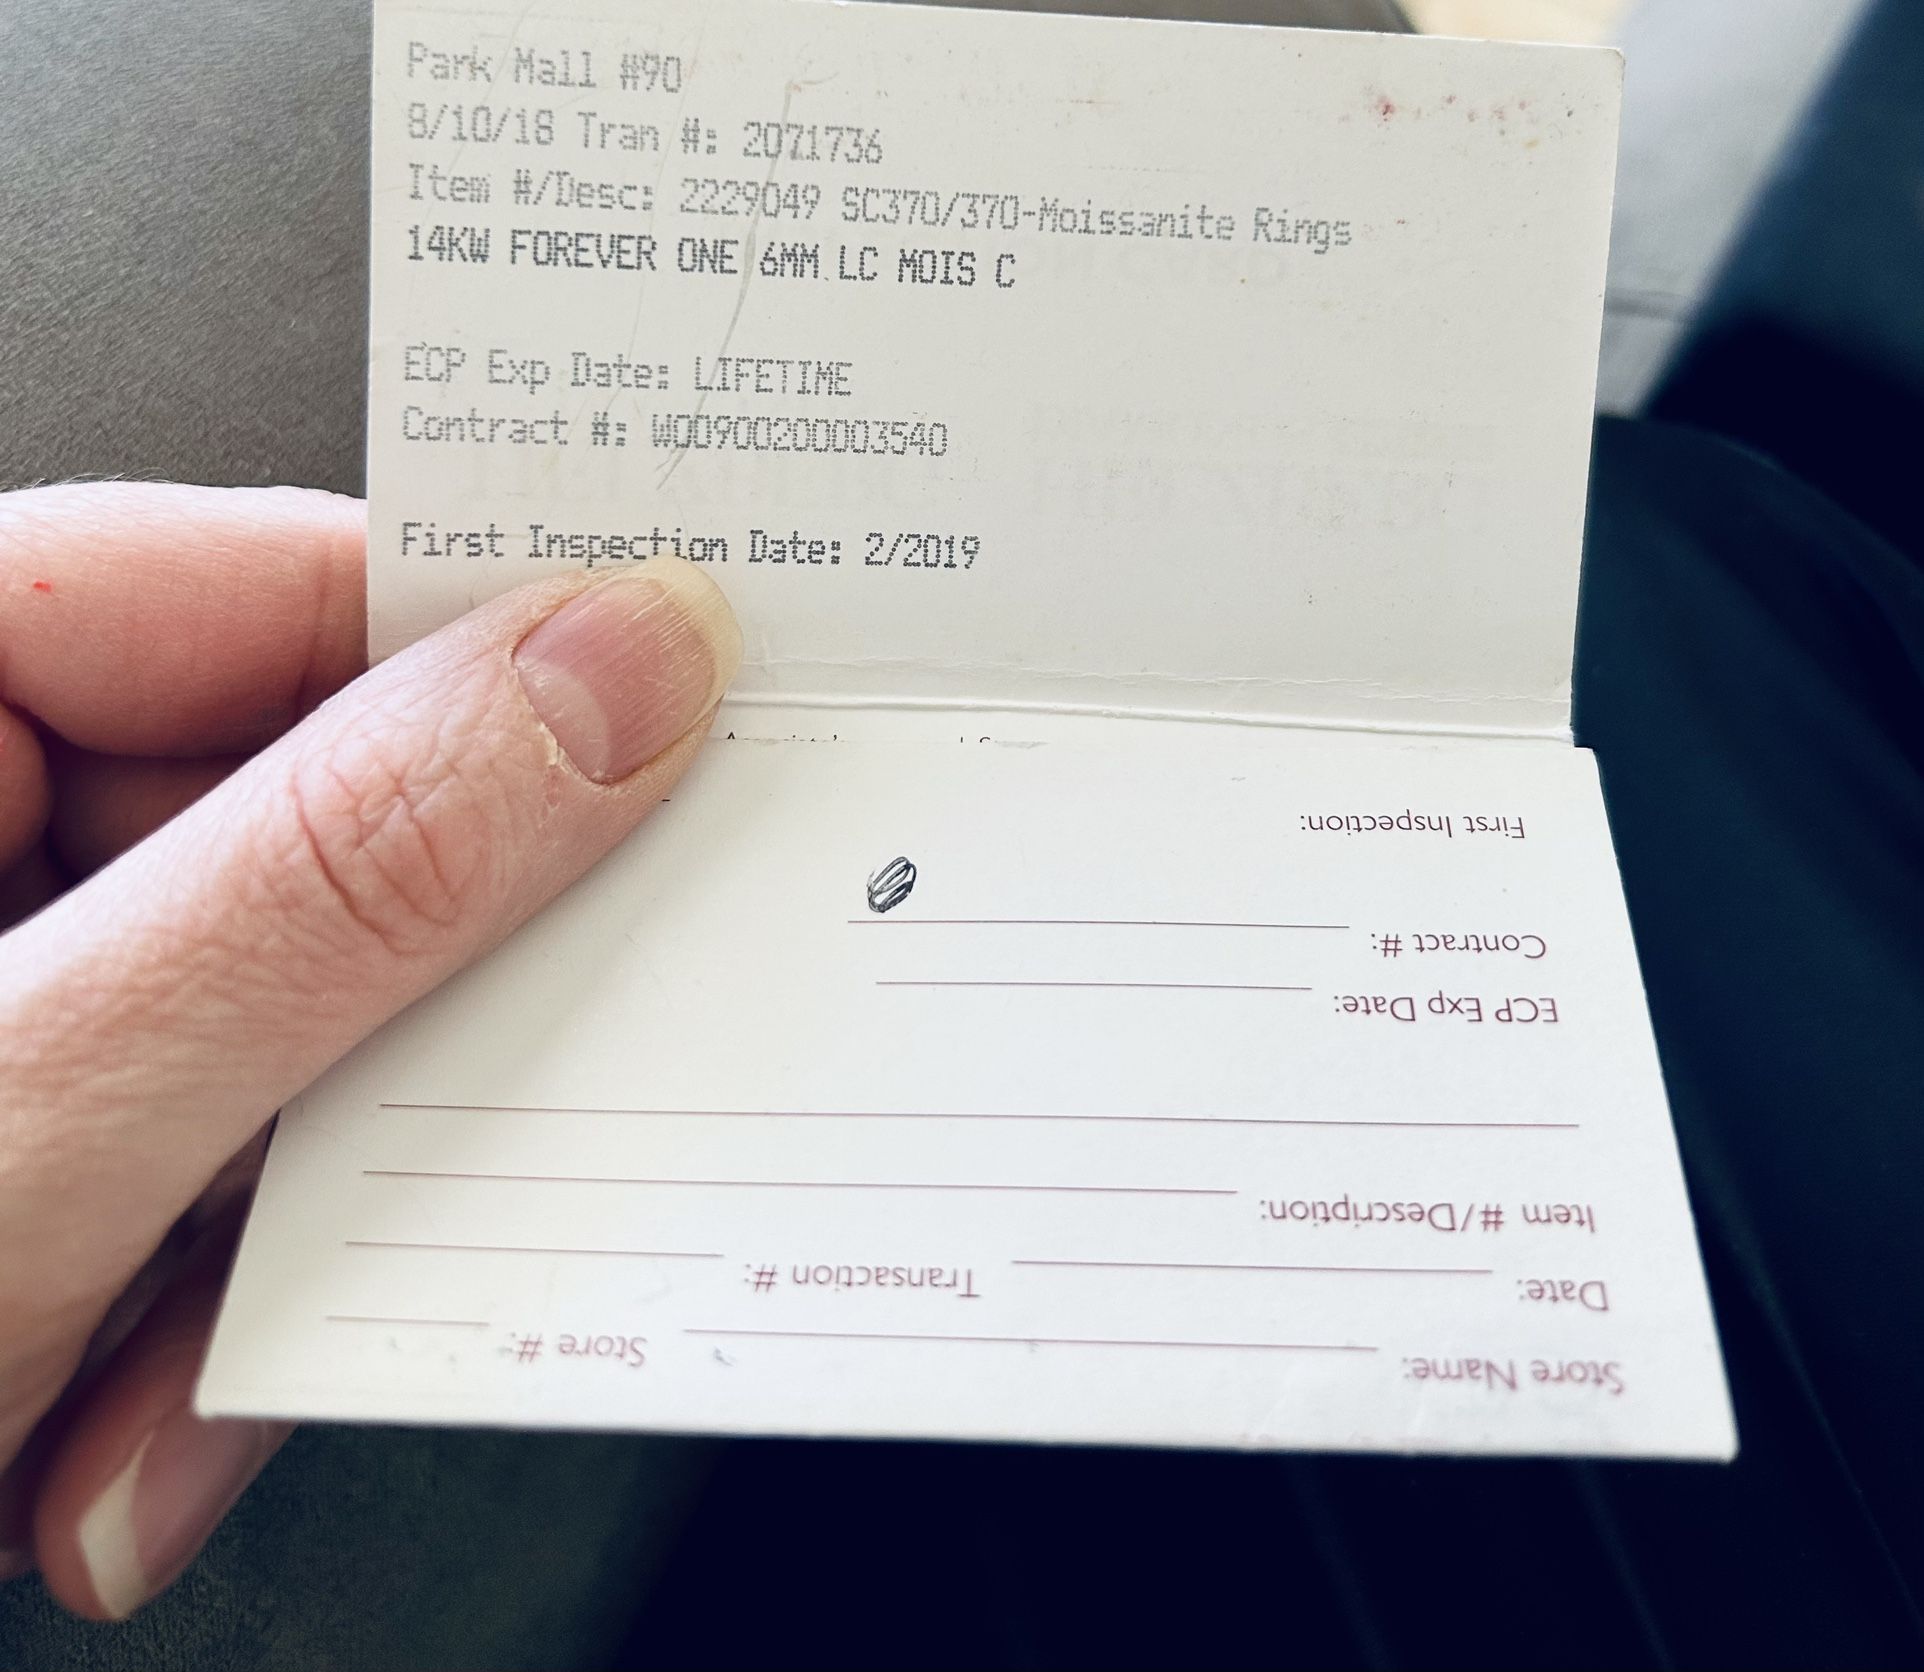 Park Mall #90
8/10/18 Tran #: 2071736
Item #/Desc: 2229049 SC370/370-Moissanite Rings
14KW FOREVER ONE 6MM LC MOIS C
ECP Exp Date: LIFETIME
Contract #: W00900200003540
First Inspection Date: 2/2019
Store Name: Store #:
Date: Transaction #:
Item #/Description:
ECP Exp Date:
Contract #:
First Inspection: